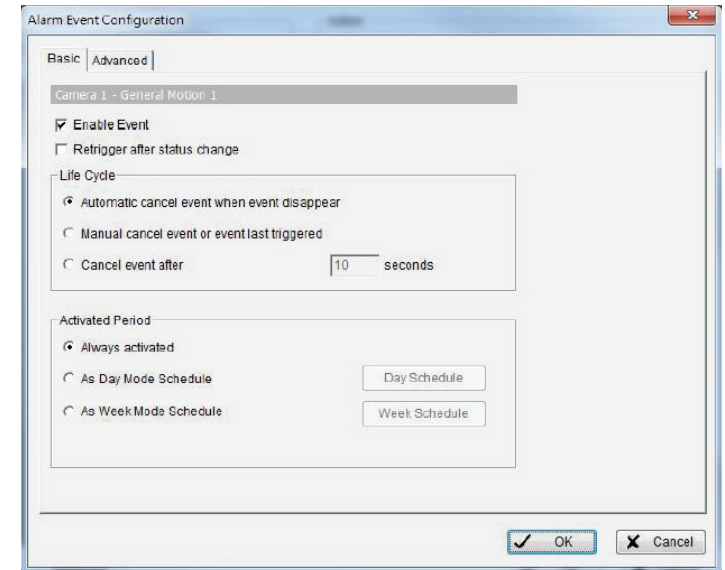 Alarm Event Configuration
Basic Advanced
Camera 1 - General Motion 1
Enable Event
Retrigger after status change
Life Cycle
Automatic cancel event when event disappear
Manual cancel event or event last triggered
Cancel event after 10 seconds
Activated Period
Always activated
As Day Mode Schedule Day Schedule
As Week Mode Schedule Week Schedule
OK Cancel